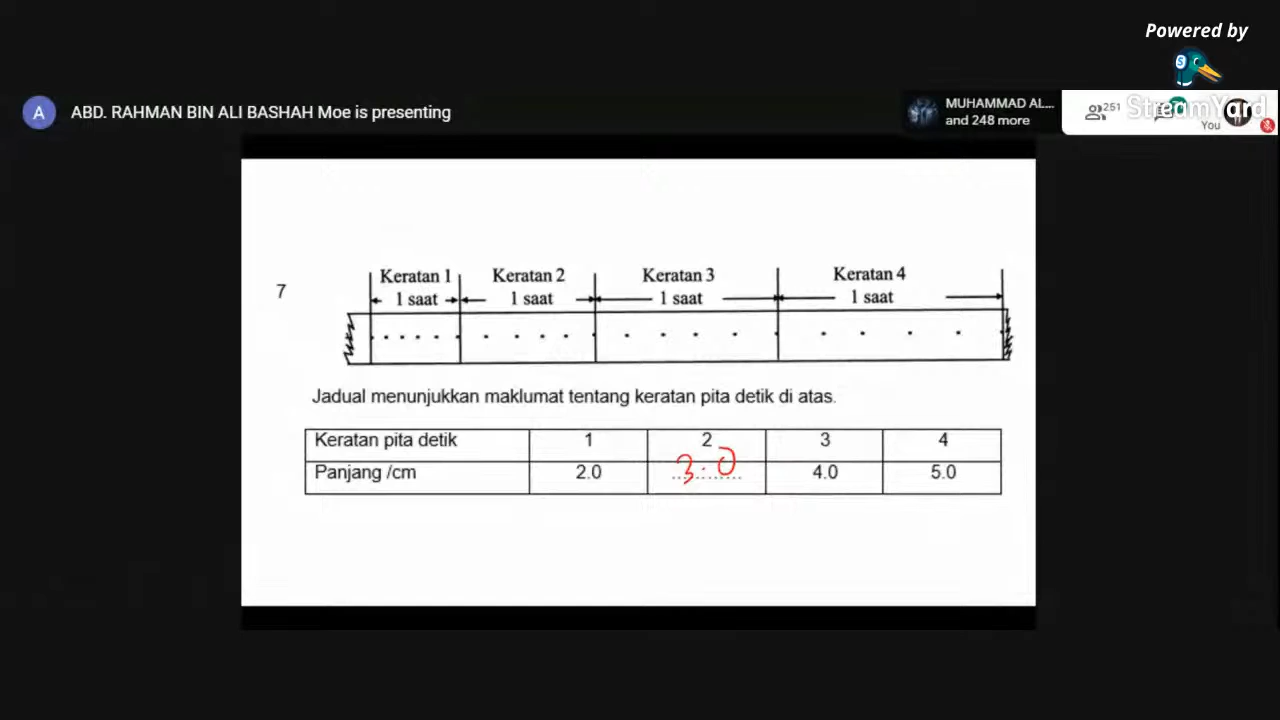 Powered by
A ABD. RAHMAN BIN ALI BASHAH Moe is presenting
MUHAMMAD AL...
and 248 more
251
StreamYard
You
7
Keratan 1 Keratan 2 Keratan 3 Keratan 4
1 saat 1 saat 1 saat 1 saat
Jadual menunjukkan maklumat tentang keratan pita detik di atas.
Keratan pita detik 1 2 3 4
Panjang /cm 2.0 3.0 4.0 5.0